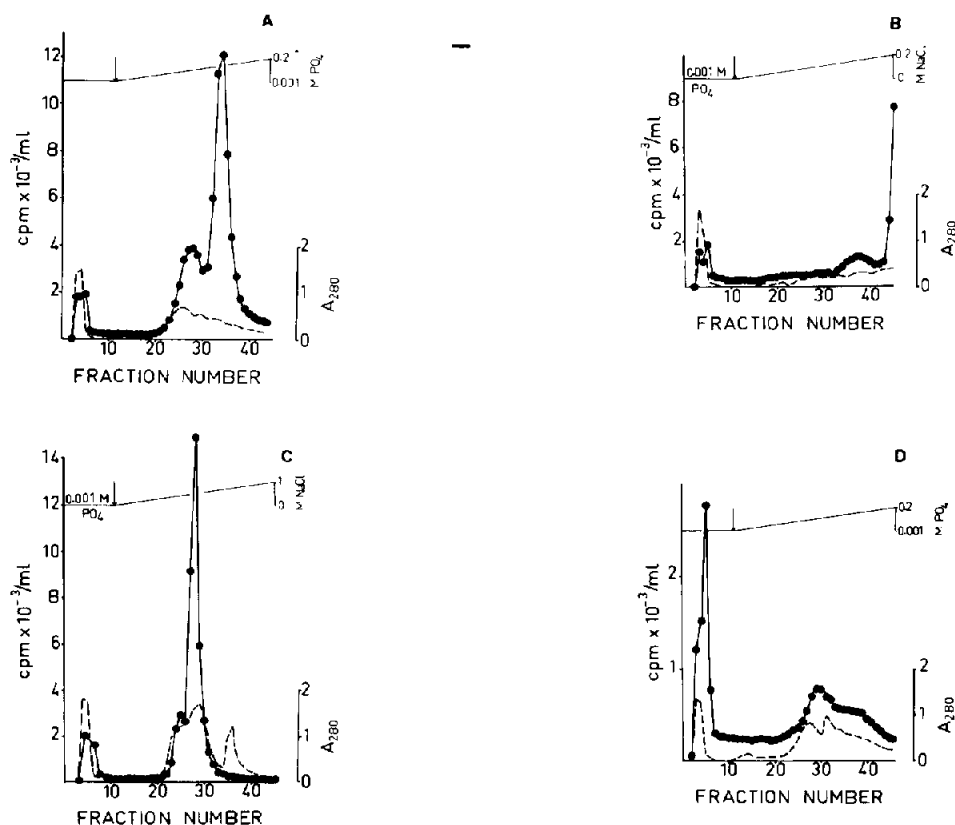 A
12
10
8
6
4
2
cpm x 10⁻³/ml
0.2
0.001
M PO₄
2
1
0
A₂₈₀
10 20 30 40
FRACTION NUMBER
B
0.001 M
PO₄
0.2
0
M NaC.
8
6
4
2
cpm x 10⁻³/ml
2
1
0
A₂₈₀
10 20 30 40
FRACTION NUMBER
C
14
12
10
8
6
4
2
cpm x 10⁻³/ml
0.001 M
PO₄
1
0
M NaCl
2
1
0
A₂₈₀
10 20 30 40
FRACTION NUMBER
D
0.2
0.001
M PO₄
2
1
cpm x 10⁻³/ml
2
1
0
A₂₈₀
10 20 30 40
FRACTION NUMBER